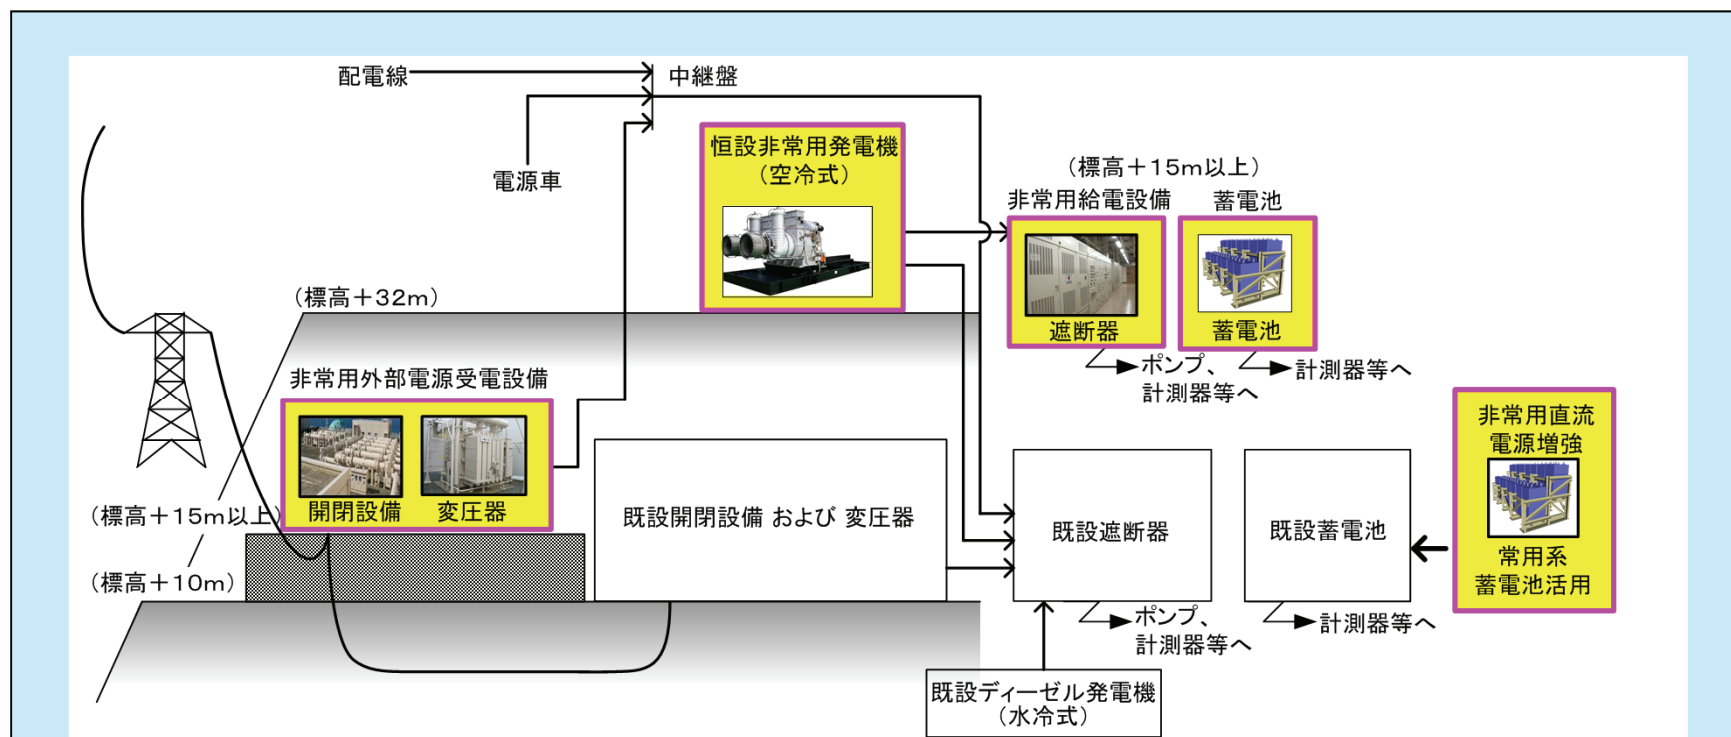 配電線
中継盤
電源車
恒設非常用発電機
（空冷式）
（標高＋15m以上）
非常用給電設備
蓄電池
遮断器
蓄電池
ポンプ、
計測器等へ
計測器等へ
（標高＋32m）
非常用外部電源受電設備
開閉設備
変圧器
（標高＋15m以上）
（標高＋10m）
既設開閉設備 および 変圧器
既設遮断器
既設蓄電池
非常用直流
電源増強
常用系
蓄電池活用
ポンプ、
計測器等へ
計測器等へ
既設ディーゼル発電機
（水冷式）